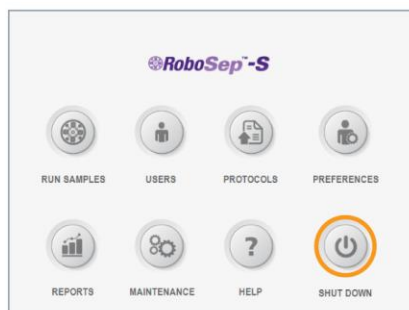 RoboSep™-S
RUN SAMPLES USERS PROTOCOLS PREFERENCES
?
REPORTS MAINTENANCE HELP SHUT DOWN